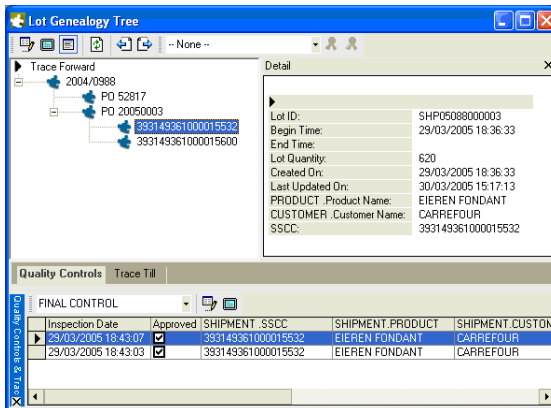 Lot Genealogy Tree
-- None --
Trace Forward
2004/0988
PO 52817
PO 20050003
393149361000015532
393149361000015600
Detail
Lot ID: SHP05088000003
Begin Time: 29/03/2005 18:36:33
End Time:
Lot Quantity: 620
Created On: 29/03/2005 18:36:33
Last Updated On: 30/03/2005 15:17:13
PRODUCT .Product Name: EIEREN FONDANT
CUSTOMER .Customer Name: CARREFOUR
SSCC: 393149361000015532
Quality Controls Trace Till
Quality Controls & Trac
FINAL CONTROL
Inspection Date Approved SHIPMENT .SSCC SHIPMENT.PRODUCT SHIPMENT.CUSTOM
29/03/2005 18:43:07 393149361000015532 EIEREN FONDANT CARREFOUR
29/03/2005 18:43:03 393149361000015532 EIEREN FONDANT CARREFOUR